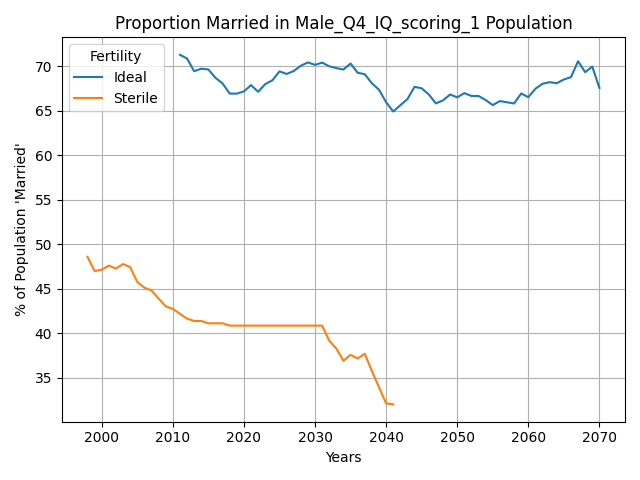 Proportion Married in Male_Q4_IQ_scoring_1 Population
Fertility
Ideal
Sterile
% of Population 'Married'
70
65
60
55
50
45
40
35
2000 2010 2020 2030 2040 2050 2060 2070
Years